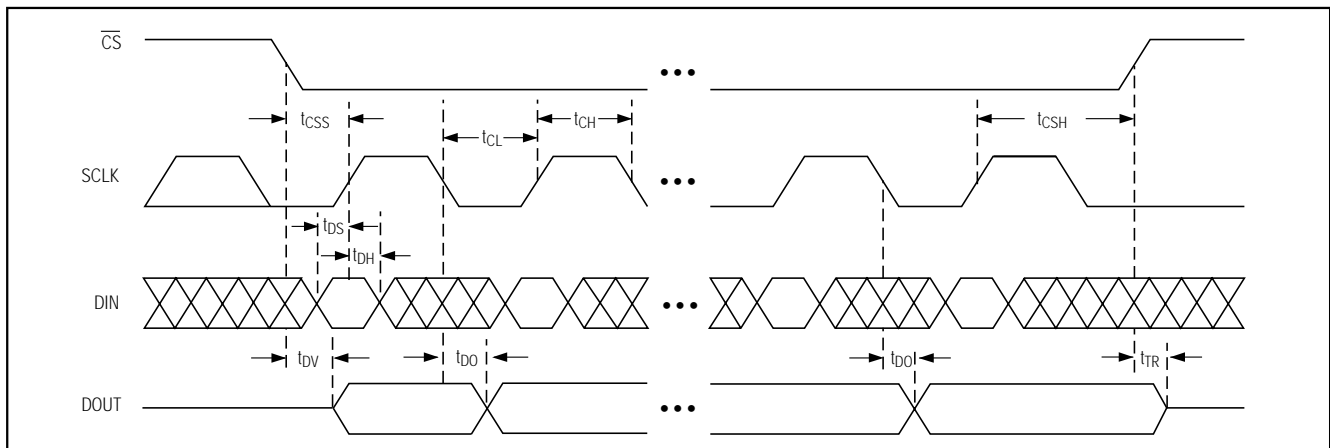 CS
tCSS
tCL
tCH
•••
tCSH
SCLK
•••
tDS
tDH
DIN
•••
tDV
tDO
tDO
tTR
DOUT
•••